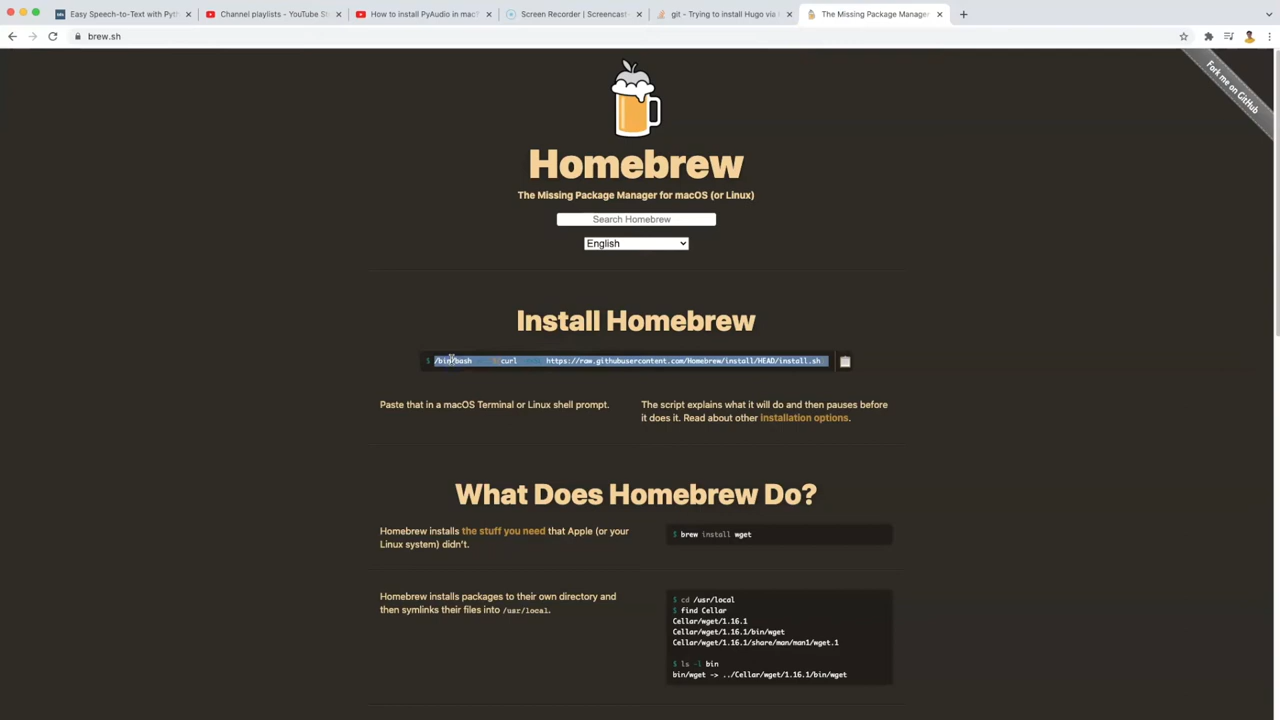 Easy Speech-to-Text with Pyth
Channel playlists - YouTube St
How to install PyAudio in macT
Screen Recorder | Screencast-
git - Trying to install Hugo via H
The Missing Package Manager
brew.sh
Fork me on GitHub
Homebrew
The Missing Package Manager for macOS (or Linux)
Search Homebrew
English
Install Homebrew
$ /bin/bash $(curl https://raw.githubusercontent.com/Homebrew/install/HEAD/install.sh
Paste that in a macOS Terminal or Linux shell prompt.
The script explains what it will do and then pauses before
it does it. Read about other installation options.
What Does Homebrew Do?
Homebrew installs the stuff you need that Apple (or your
Linux system) didn't.
$ brew install wget
Homebrew installs packages to their own directory and
then symlinks their files into /usr/local.
$ cd /usr/local
$ find Cellar
Cellar/wget/1.16.1
Cellar/wget/1.16.1/bin/wget
Cellar/wget/1.16.1/share/man/man1/wget.1
$ ls -l bin
bin/wget -> ../Cellar/wget/1.16.1/bin/wget